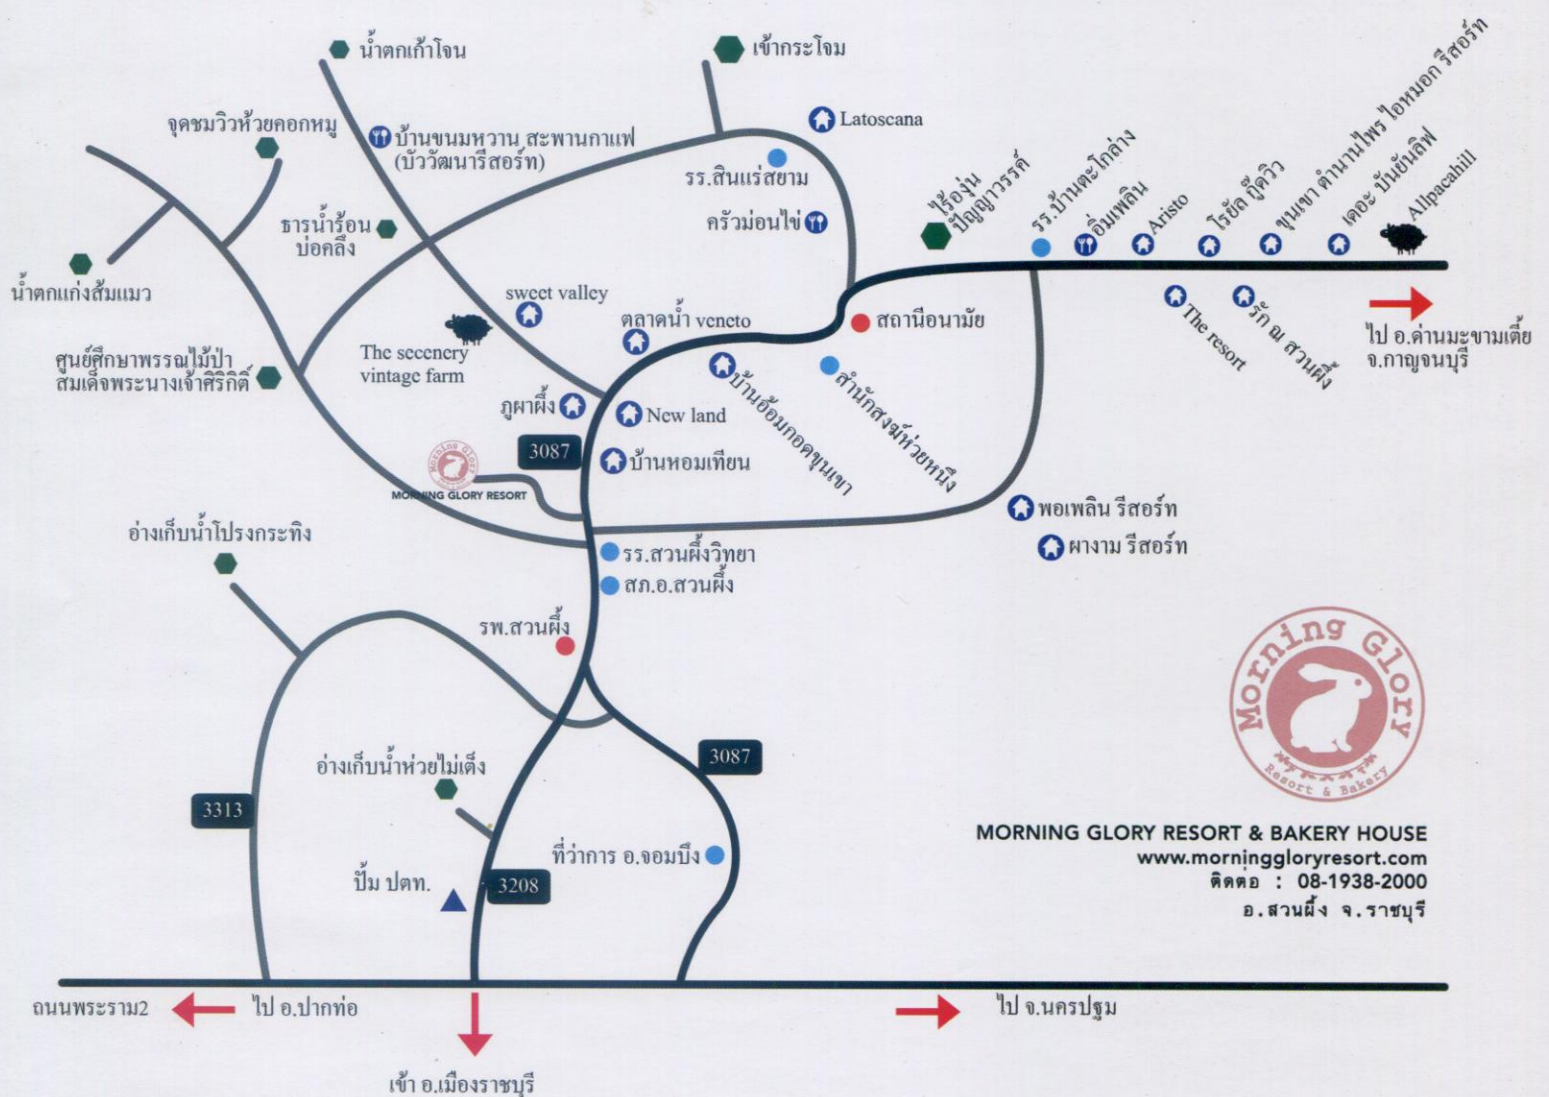 น้ำตกเก้าโจน
เข้ากระโจม
จุดชมวิวห้วยคอกหมู
บ้านขนมหวาน สะพานกาแฟ
(บัววัฒนารีสอร์ท)
Latoscana
รร.สินแร่สยาม
ครัวม่อนไข่
ไร่องุ่น
ปัญญาวรรค์
รร.บ้านตะโกล่าง
อิ่มเพลิน
Aristo
โรยัล กู๊ดวิว
ขุนเขา ตำนานไพร ไอหมอก รีสอร์ท
เดอะ บันยันลีฟ
Allpacahill
ธารน้ำร้อน
บ่อคลึง
น้ำตกแก่งส้มแมว
sweet valley
ตลาดน้ำ veneto
สถานีอนามัย
The resort
รัก ณ สวนผึ้ง
ไป อ.ด่านมะขามเตี้ย
จ.กาญจนบุรี
The secenery
vintage farm
ศูนย์ศึกษาพรรณไม้ป่า
สมเด็จพระนางเจ้าศิริกิติ์
ภูผาผึ้ง
New land
บ้านอ้อมกอดขุนเขา
สำนักสงฆ์ห่วยหนึง
3087
บ้านหอมเทียน
Morning Glory
MORNING GLORY RESORT
พอเพลิน รีสอร์ท
ผางาม รีสอร์ท
อ่างเก็บน้ำโปรงกระทิง
รร.สวนผึ้งวิทยา
สภ.อ.สวนผึ้ง
รพ.สวนผึ้ง
Morning Glory
Resort & Bakery
อ่างเก็บน้ำห่วยไม่เต็ง
3087
3313
ที่ว่าการ อ.จอมบึง
ปั้ม ปตท.
3208
MORNING GLORY RESORT & BAKERY HOUSE
www.morninggloryresort.com
ติดต่อ : 08-1938-2000
อ.สวนผึ้ง จ.ราชบุรี
ถนนพระราม2
ไป อ.ปากท่อ
ไป จ.นครปฐม
เข้า อ.เมืองราชบุรี